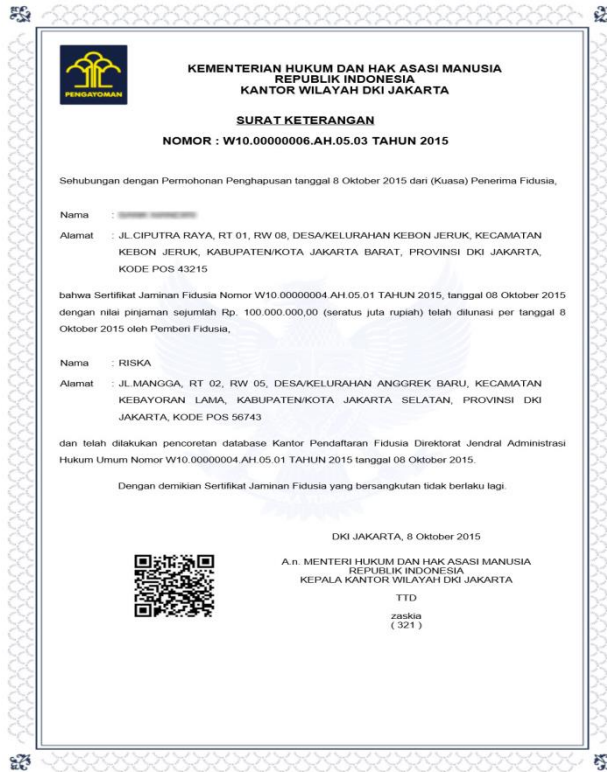 PENGAYOMAN
KEMENTERIAN HUKUM DAN HAK ASASI MANUSIA
REPUBLIK INDONESIA
KANTOR WILAYAH DKI JAKARTA
SURAT KETERANGAN
NOMOR : W10.00000006.AH.05.03 TAHUN 2015
Sehubungan dengan Permohonan Penghapusan tanggal 8 Oktober 2015 dari (Kuasa) Penerima Fidusia,
Nama :
Alamat : JL.CIPUTRA RAYA, RT 01, RW 08, DESA/KELURAHAN KEBON JERUK, KECAMATAN
KEBON JERUK, KABUPATEN/KOTA JAKARTA BARAT, PROVINSI DKI JAKARTA,
KODE POS 43215
bahwa Sertifikat Jaminan Fidusia Nomor W10.00000004.AH.05.01 TAHUN 2015, tanggal 08 Oktober 2015
dengan nilai pinjaman sejumlah Rp. 100.000.000,00 (seratus juta rupiah) telah dilunasi per tanggal 8
Oktober 2015 oleh Pemberi Fidusia,
Nama : RISKA
Alamat : JL.MANGGA, RT 02, RW 05, DESA/KELURAHAN ANGGREK BARU, KECAMATAN
KEBAYORAN LAMA, KABUPATEN/KOTA JAKARTA SELATAN, PROVINSI DKI
JAKARTA, KODE POS 56743
dan telah dilakukan pencoretan database Kantor Pendaftaran Fidusia Direktorat Jendral Administrasi
Hukum Umum Nomor W10.00000004.AH.05.01 TAHUN 2015 tanggal 08 Oktober 2015.
Dengan demikian Sertifikat Jaminan Fidusia yang bersangkutan tidak berlaku lagi.
DKI JAKARTA, 8 Oktober 2015
A.n. MENTERI HUKUM DAN HAK ASASI MANUSIA
REPUBLIK INDONESIA
KEPALA KANTOR WILAYAH DKI JAKARTA
TTD
zaskia
( 321 )